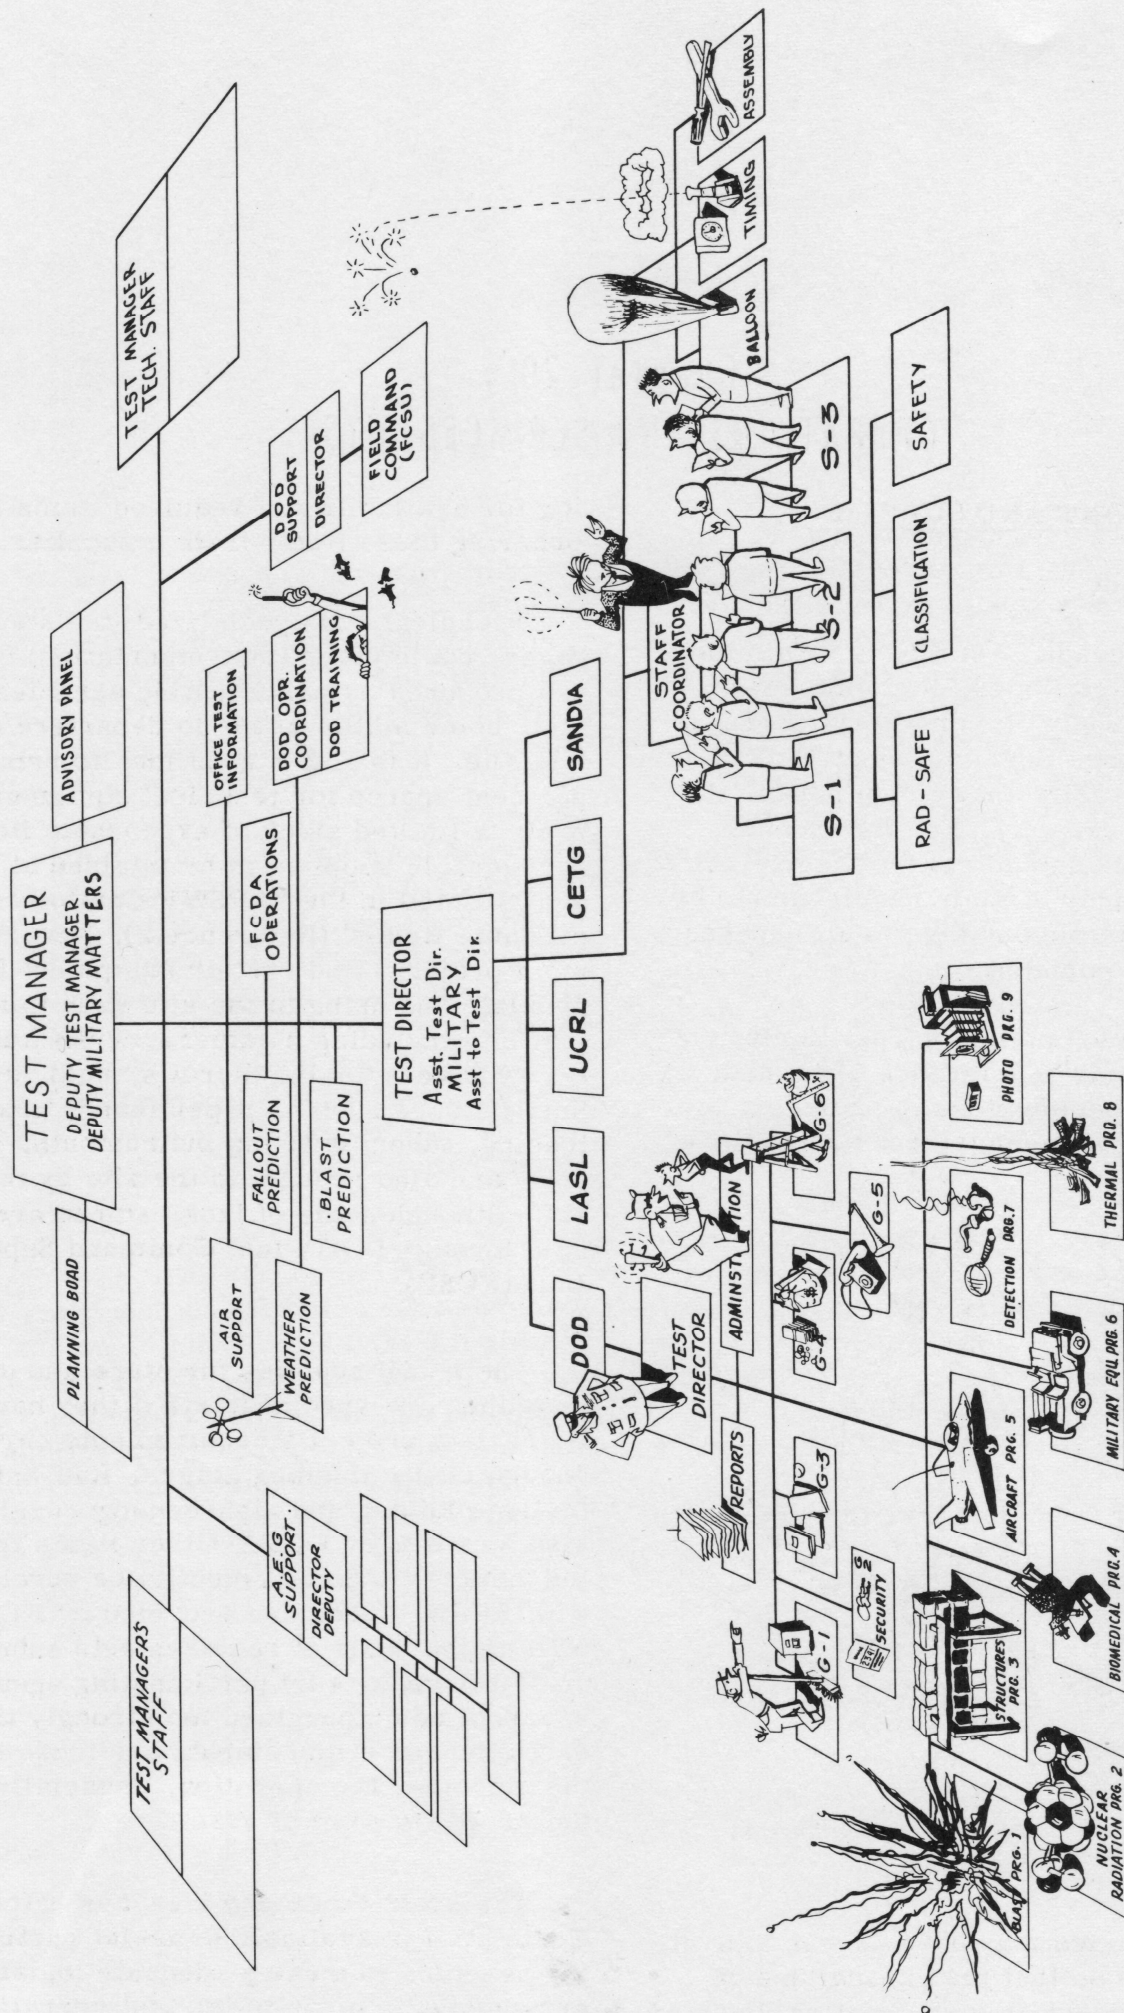 TEST MANAGER
DEPUTY TEST MANAGER
DEPUTY MILITARY MATTERS
PLANNING BOAD
ADVISORY PANEL
TEST MANAGER'S
STAFF
TEST MANAGER
TECH. STAFF
A.E.G
SUPPORT.
DIRECTOR
DEPUTY
AIR
SUPPORT
WEATHER
PREDICTION
FALLOUT
PREDICTION
.BLAST
PREDICTION
OFFICE TEST
INFORMATION
FCDA
OPERATIONS
DOD OPR.
COORDINATION
DOD TRAINING
DOD
SUPPORT
DIRECTOR
FIELD
COMMAND
(FCSU)
TEST DIRECTOR
Asst. Test Dir.
MILITARY
Asst to Test Dir.
DOD
LASL
UCRL
CETG
SANDIA
TEST
DIRECTOR
REPORTS
ADMINSTRATION
G-1
SECURITY
G
2
G-3
G-4
G-5
G-6
$
STAFF
COORDINATOR
S-1
S-2
S-3
BALLOON
TIMING
ASSEMBLY
RAD-SAFE
CLASSIFICATION
SAFETY
BLAST PRG. 1
NUCLEAR
RADIATION PRG. 2
STRUCTURES
PRG. 3
BIOMEDICAL PRG.4
AIRCRAFT PRG. 5
MILITARY EQU. PRG. 6
DETECTION DRG.7
THERMAL PRD. 8
PHOTO DRG. 9